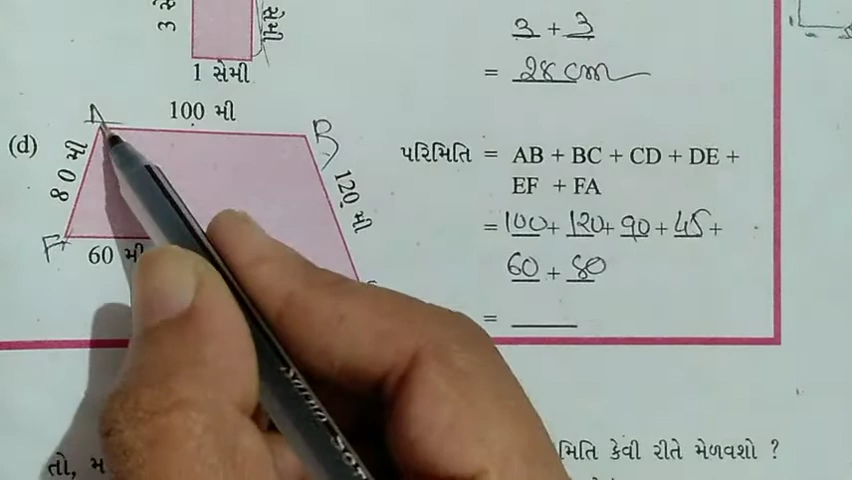 3 સે
1 સેમી
3 + 3
= 28 cm
(d)
A
100 મી
B
80 મી
120 મી
F
60 મી
પરિમિતિ = AB + BC + CD + DE +
EF + FA
= 100 + 120 + 90 + 45 +
60 + 80
=
તો, મ
મિતિ કેવી રીતે મેળવશો ?